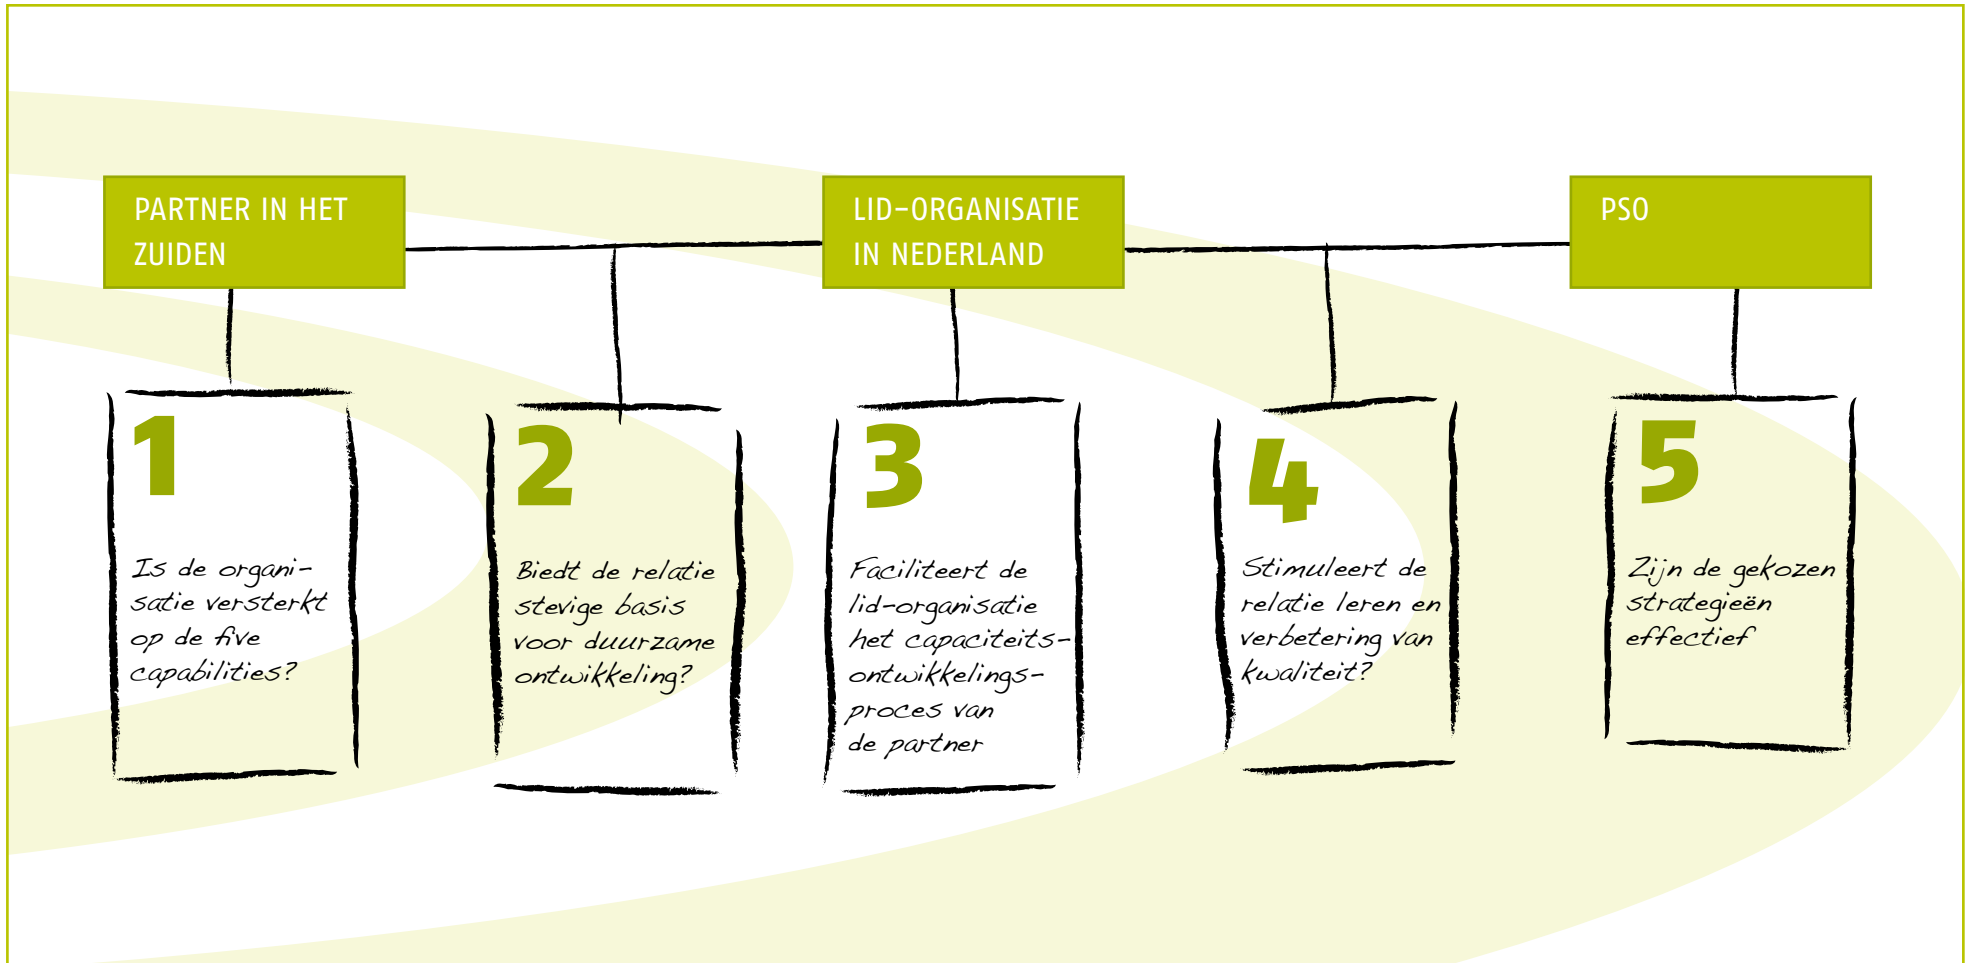 PARTNER IN HET
ZUIDEN
LID-ORGANISATIE
IN NEDERLAND
PSO
1
Is de organi-
satie versterkt
op de five
capabilities?
2
Biedt de relatie
stevige basis
voor duurzame
ontwikkeling?
3
Faciliteert de
lid-organisatie
het capaciteits-
ontwikkelings-
proces van
de partner
4
Stimuleert de
relatie leren en
verbetering van
kwaliteit?
5
Zijn de gekozen
strategieën
effectief